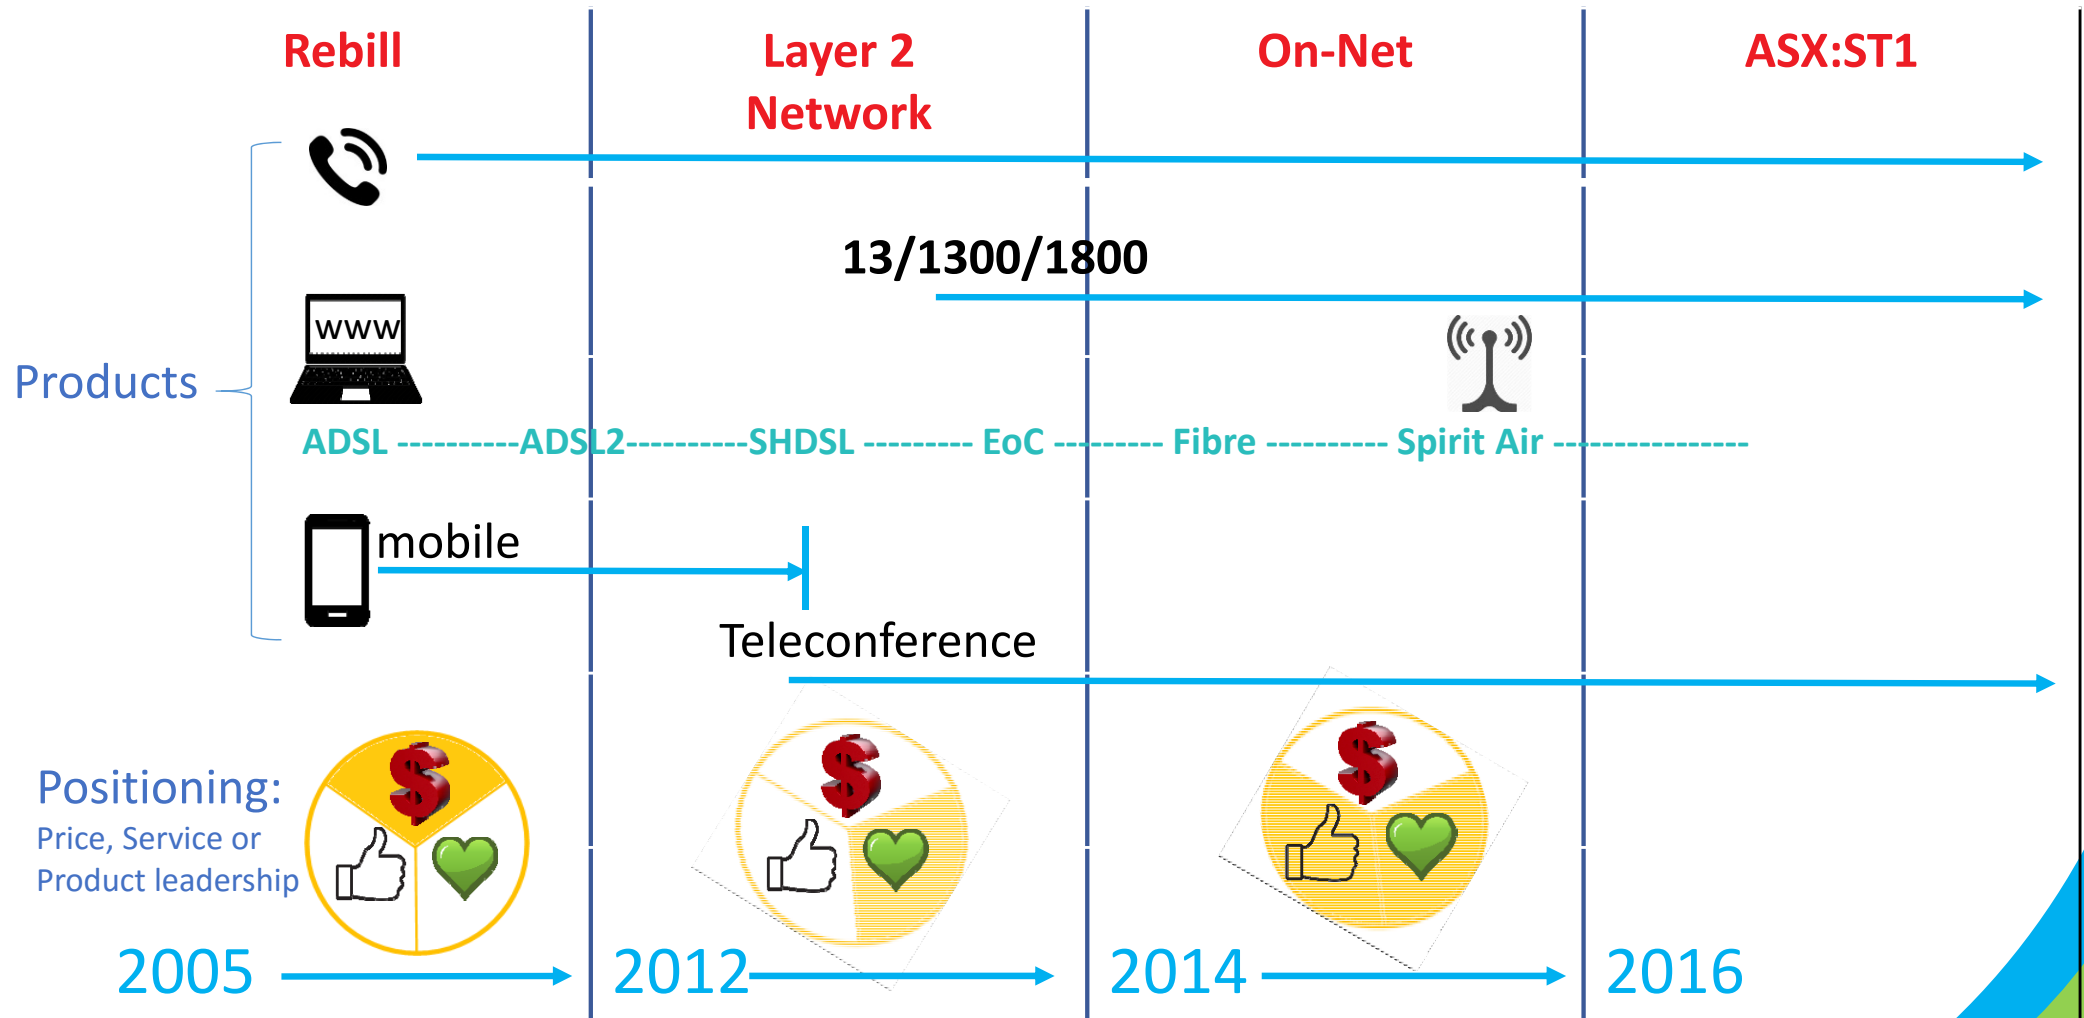 Rebill
Layer 2
Network
On-Net
ASX:ST1
13/1300/1800
www
Products
ADSL ----------ADSL2----------SHDSL --------- EoC --------- Fibre ---------- Spirit Air ----------------
mobile
Teleconference
$
$
$
Positioning:
Price, Service or
Product leadership
2005
2012
2014
2016